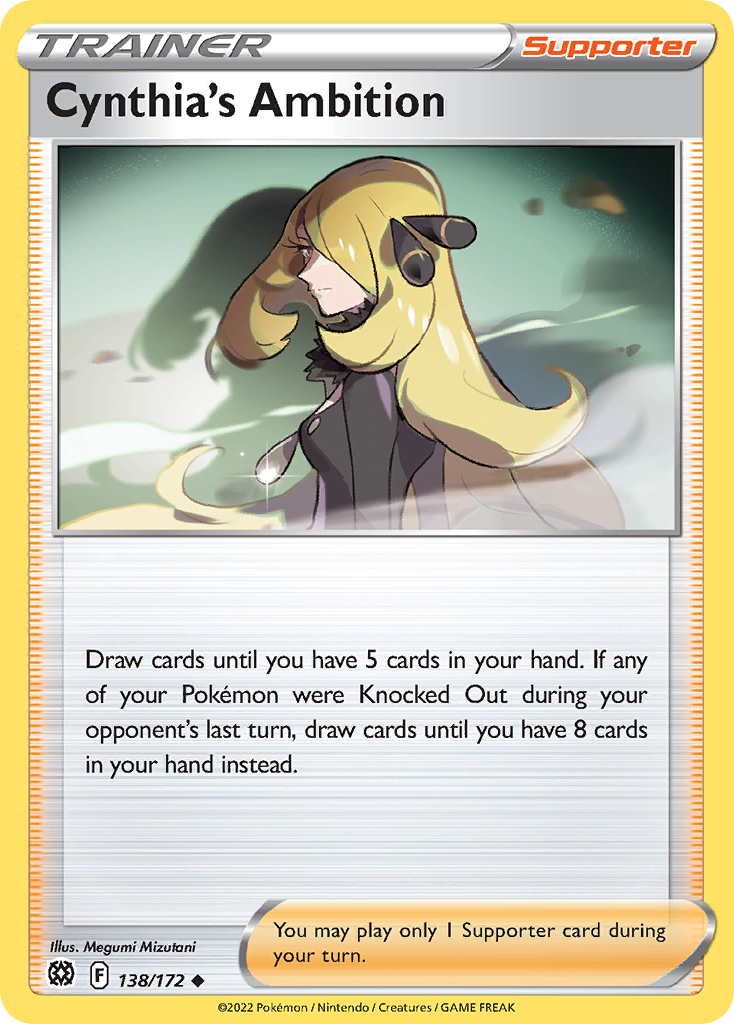 TRAINER
Supporter
Cynthia’s Ambition
Draw cards until you have 5 cards in your hand. If any
of your Pokémon were Knocked Out during your
opponent’s last turn, draw cards until you have 8 cards
in your hand instead.
You may play only 1 Supporter card during
your turn.
Illus. Megumi Mizutani
F 138/172
©2022 Pokémon / Nintendo / Creatures / GAME FREAK